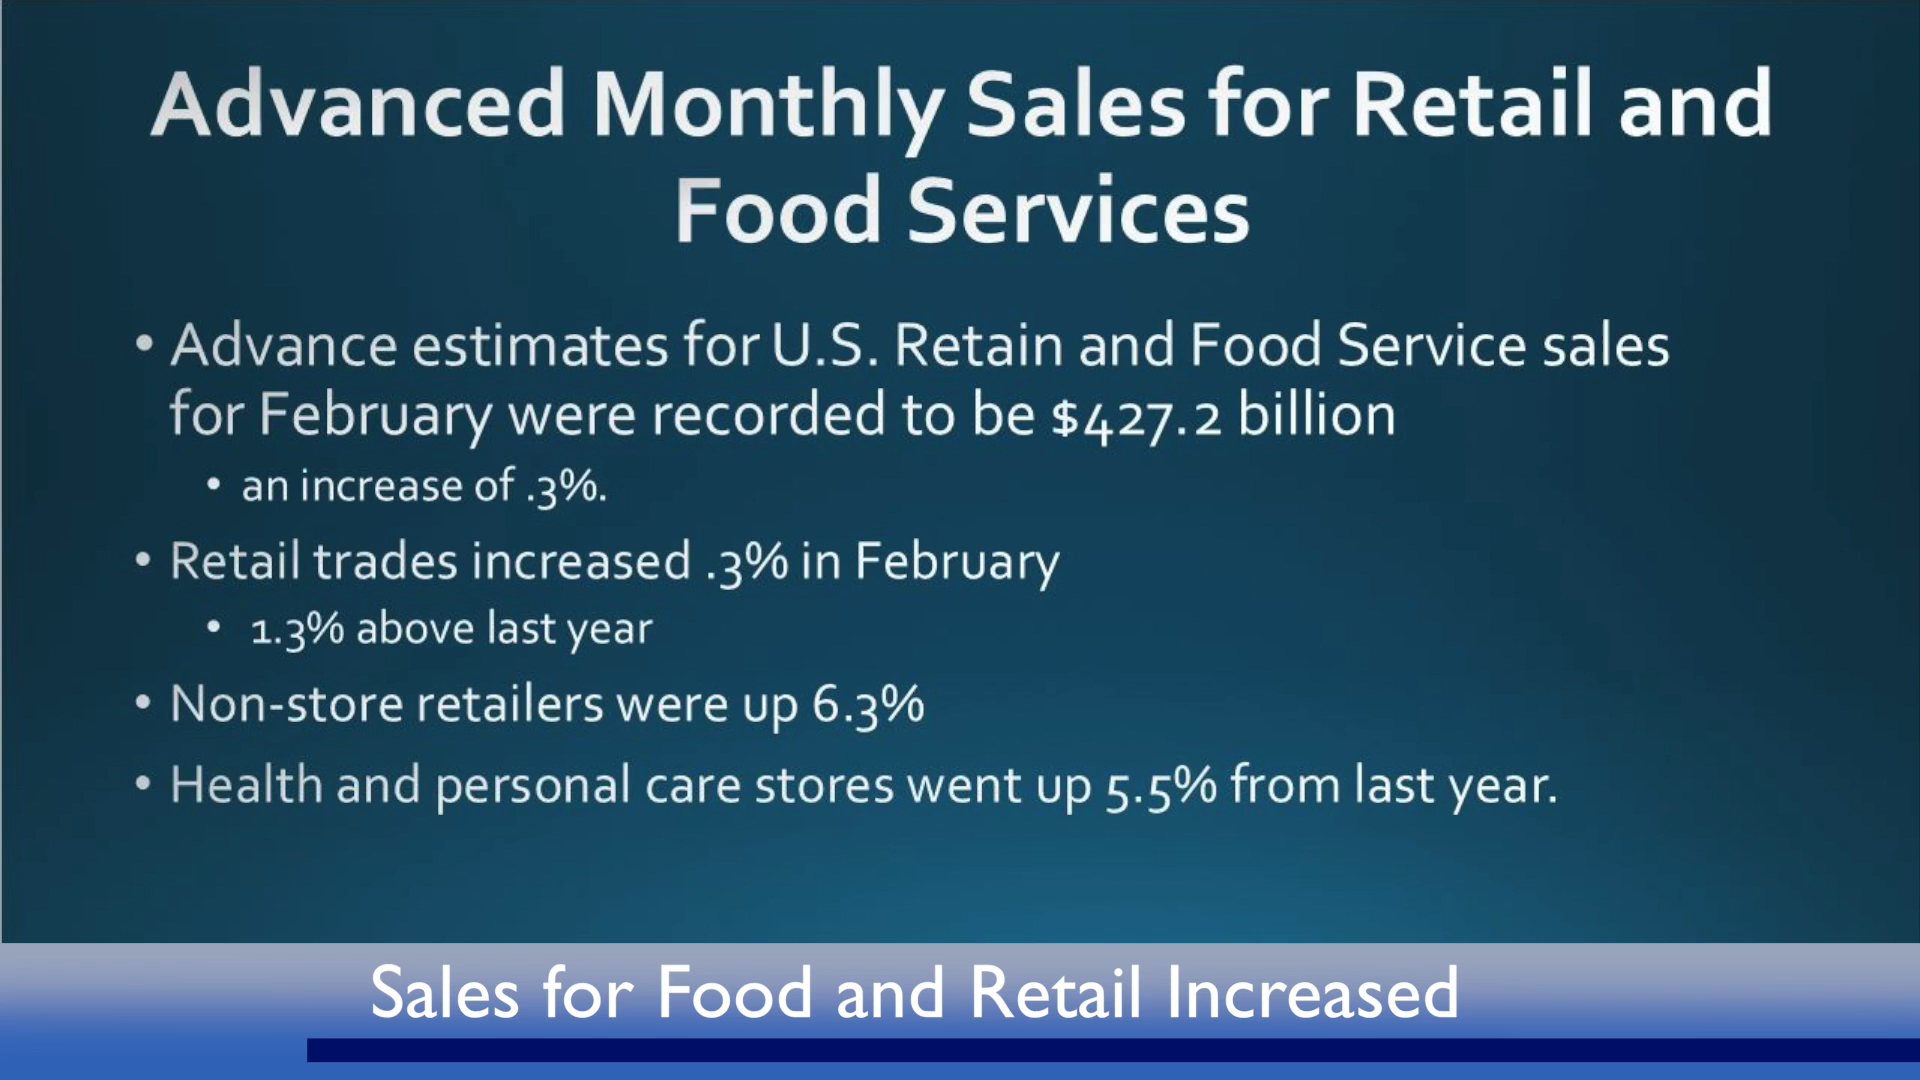 Advanced Monthly Sales for Retail and
Food Services
• Advance estimates for U.S. Retain and Food Service sales
for February were recorded to be $427.2 billion
• an increase of .3%.
• Retail trades increased .3% in February
• 1.3% above last year
• Non-store retailers were up 6.3%
• Health and personal care stores went up 5.5% from last year.
Sales for Food and Retail Increased